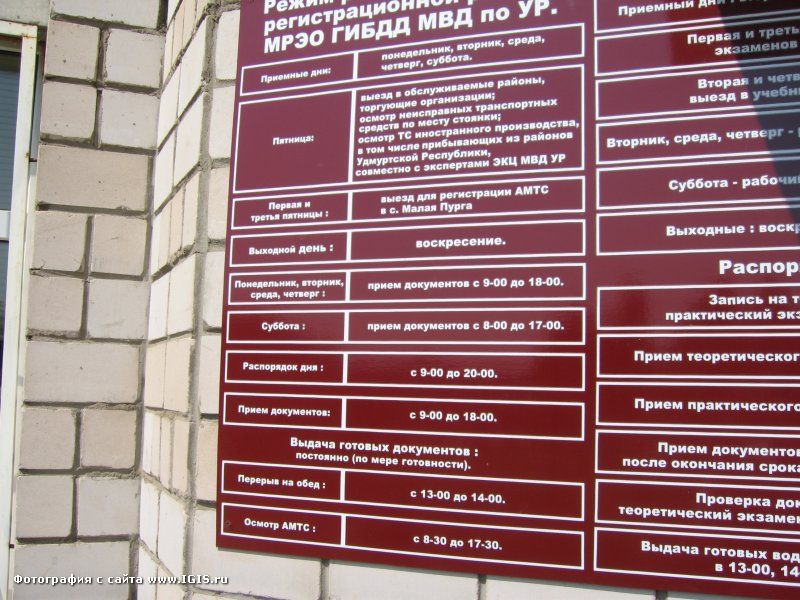 Режим
регистрационной
МРЭО ГИБДД МВД по УР.
Приемные дни:
понедельник, вторник, среда,
четверг, суббота.
Пятница:
выезд в обслуживаемые районы,
торгующие организации;
осмотр неисправных транспортных
средств по месту стоянки;
осмотр ТС иностранного производства,
в том числе прибывающих из районов
Удмуртской Республики,
совместно с экспертами ЭКЦ МВД УР
Первая и
третья пятницы :
выезд для регистрации АМТС
в с. Малая Пурга
Выходной день :
воскресение.
Понедельник, вторник,
среда, четверг :
прием документов с 9-00 до 18-00.
Суббота :
прием документов с 8-00 до 17-00.
Распорядок дня :
с 9-00 до 20-00.
Прием документов:
с 9-00 до 18-00.
Выдача готовых документов :
постоянно (по мере готовности).
Перерыв на обед :
с 13-00 до 14-00.
Осмотр АМТС :
с 8-30 до 17-30.
Приемный
Первая и треть
экзаменов
Вторая и четв
выезд в учебн
Вторник, среда, четверг -
Суббота - рабочи
Выходные : воскр
Распор
Запись на т
практический экз
Прием теоретического
Прием практического
Прием документов
после окончания срока
Проверка док
теоретический экзамен
Выдача готовых вод
в 13-00, 14
Фотография с сайта www.IGIS.ru